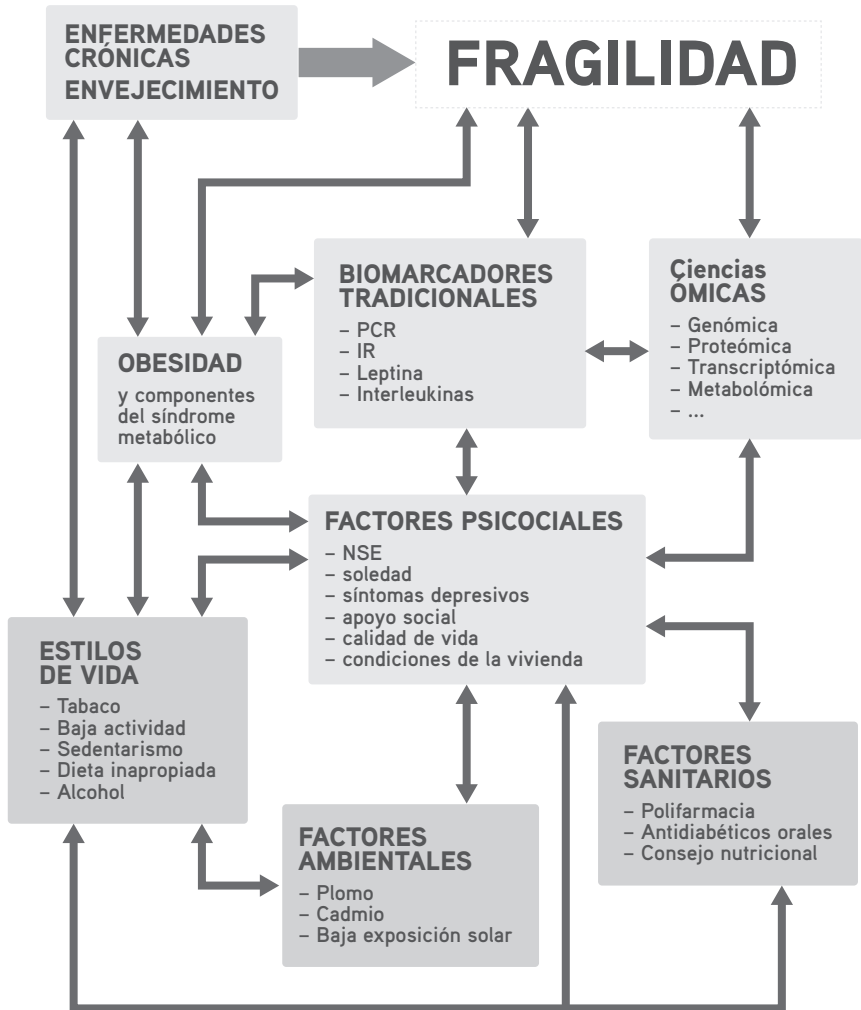 ENFERMEDADES
CRÓNICAS
ENVEJECIMIENTO
FRAGILIDAD
BIOMARCADORES
TRADICIONALES
– PCR
– IR
– Leptina
– Interleukinas
Ciencias
ÓMICAS
– Genómica
– Proteómica
– Transcriptómica
– Metabolómica
– ...
OBESIDAD
y componentes
del síndrome
metabólico
FACTORES PSICOCIALES
– NSE
– soledad
– síntomas depresivos
– apoyo social
– calidad de vida
– condiciones de la vivienda
ESTILOS
DE VIDA
– Tabaco
– Baja actividad
– Sedentarismo
– Dieta inapropiada
– Alcohol
FACTORES
SANITARIOS
– Polifarmacia
– Antidiabéticos orales
– Consejo nutricional
FACTORES
AMBIENTALES
– Plomo
– Cadmio
– Baja exposición solar